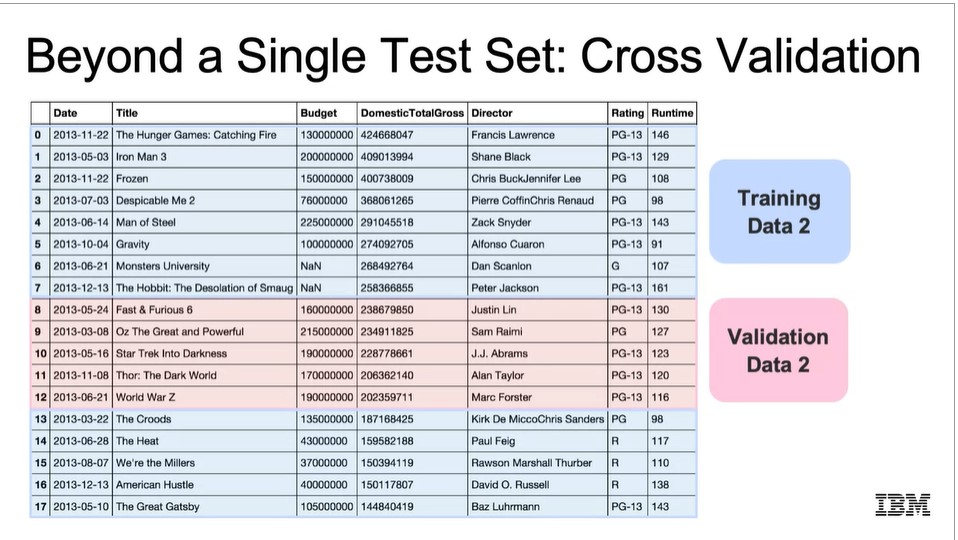 Beyond a Single Test Set: Cross Validation
Date Title Budget DomesticTotalGross Director Rating Runtime
0 2013-11-22 The Hunger Games: Catching Fire 130000000 424668047 Francis Lawrence PG-13 146
1 2013-05-03 Iron Man 3 200000000 409013994 Shane Black PG-13 129
2 2013-11-22 Frozen 150000000 400738009 Chris BuckJennifer Lee PG 108
3 2013-07-03 Despicable Me 2 76000000 368061265 Pierre CoffinChris Renaud PG 98
4 2013-06-14 Man of Steel 225000000 291045518 Zack Snyder PG-13 143
5 2013-10-04 Gravity 100000000 274092705 Alfonso Cuaron PG-13 91
6 2013-06-21 Monsters University NaN 268492764 Dan Scanlon G 107
7 2013-12-13 The Hobbit: The Desolation of Smaug NaN 258366855 Peter Jackson PG-13 161
8 2013-05-24 Fast & Furious 6 160000000 238679850 Justin Lin PG-13 130
9 2013-03-08 Oz The Great and Powerful 215000000 234911825 Sam Raimi PG 127
10 2013-05-16 Star Trek Into Darkness 190000000 228778661 J.J. Abrams PG-13 123
11 2013-11-08 Thor: The Dark World 170000000 206362140 Alan Taylor PG-13 120
12 2013-06-21 World War Z 190000000 202359711 Marc Forster PG-13 116
13 2013-03-22 The Croods 135000000 187168425 Kirk De MiccoChris Sanders PG 98
14 2013-06-28 The Heat 43000000 159582188 Paul Feig R 117
15 2013-08-07 We're the Millers 37000000 150394119 Rawson Marshall Thurber R 110
16 2013-12-13 American Hustle 40000000 150117807 David O. Russell R 138
17 2013-05-10 The Great Gatsby 105000000 144840419 Baz Luhrmann PG-13 143
Training
Data 2
Validation
Data 2
IBM